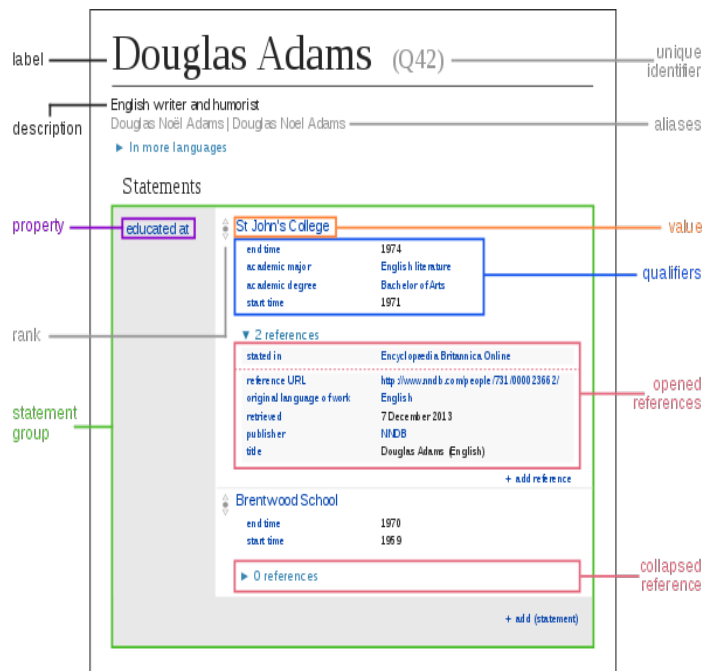 label
Douglas Adams (Q42)
unique identifier
description
English writer and humorist
Douglas Noël Adams | Douglas Noel Adams
aliases
▶ In more languages
Statements
property
educated at
St John's College
value
end time 1974
academic major English literature
academic degree Bachelor of Arts
start time 1971
qualifiers
rank
▼ 2 references
stated in Encyclopædia Britannica Online
reference URL http://www.nndb.com/people/731/000023662/
original language of work English
retrieved 7 December 2013
publisher NNDB
title Douglas Adams (English)
opened references
statement group
+ add reference
Brentwood School
end time 1970
start time 1959
▶ 0 references
collapsed reference
+ add (statement)